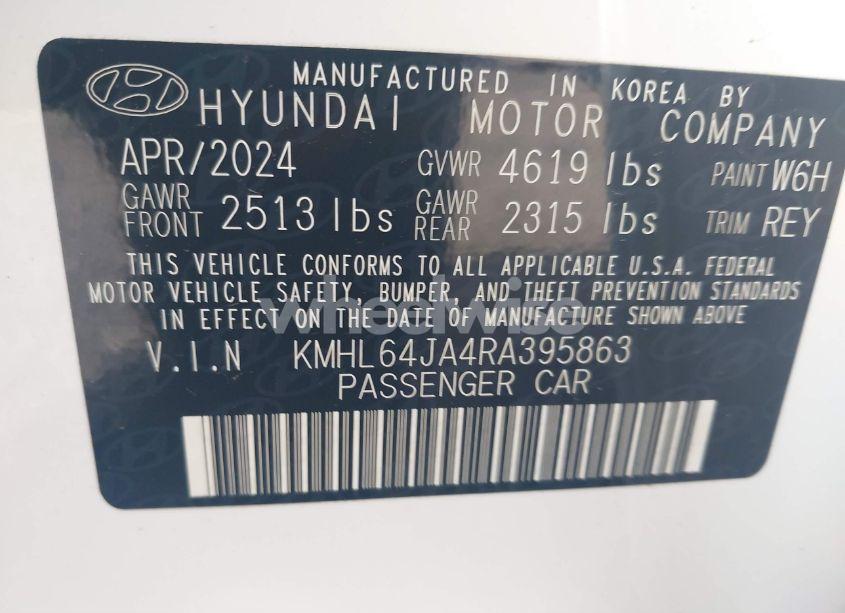 MANUFACTURED IN KOREA BY
HYUNDAI MOTOR COMPANY
APR/2024 GVWR 4619 lbs PAINT W6H
GAWR FRONT 2513 lbs GAWR REAR 2315 lbs TRIM REY
THIS VEHICLE CONFORMS TO ALL APPLICABLE U.S.A. FEDERAL
MOTOR VEHICLE SAFETY, BUMPER, AND THEFT PREVENTION STANDARDS
IN EFFECT ON THE DATE OF MANUFACTURE SHOWN ABOVE
wheelwise
V.I.N KMHL64JA4RA395863
PASSENGER CAR